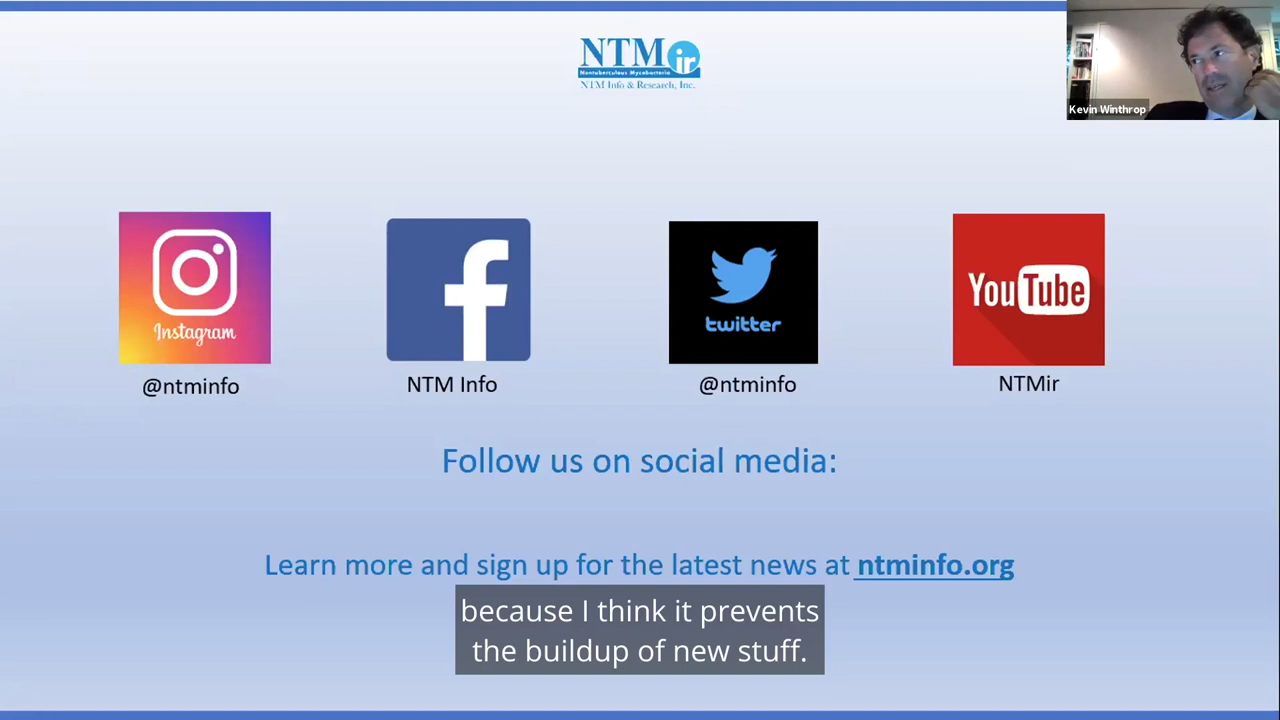 NTMir
Nontuberculous Mycobacteria
NTM Info & Research, Inc.
Kevin Winthrop
Instagram
f
twitter
YouTube
@ntminfo
NTM Info
@ntminfo
NTMir
Follow us on social media:
Learn more and sign up for the latest news at ntminfo.org
because I think it prevents
the buildup of new stuff.